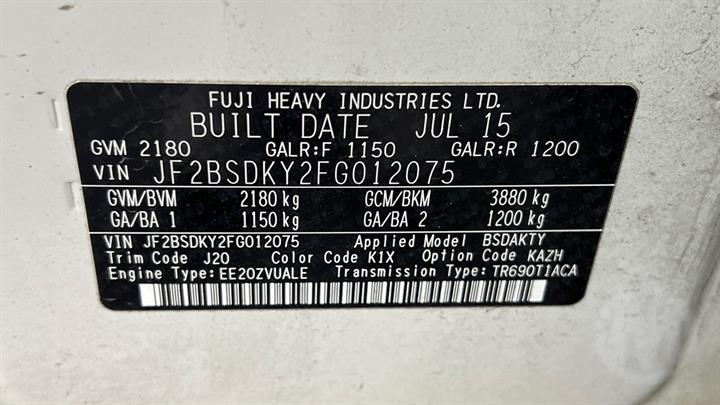 FUJI HEAVY INDUSTRIES LTD.
BUILT DATE JUL 15
GVM 2180 GALR:F 1150 GALR:R 1200
VIN JF2BSDKY2FG012075
GVM/BVM 2180 kg GCM/BKM 3880 kg
GA/BA 1 1150 kg GA/BA 2 1200 kg
VIN JF2BSDKY2FG012075 Applied Model BSDAKTY
Trim Code J20 Color Code K1X Option Code KAZH
Engine Type: EE20ZVUALE Transmission Type: TR690T1ACA